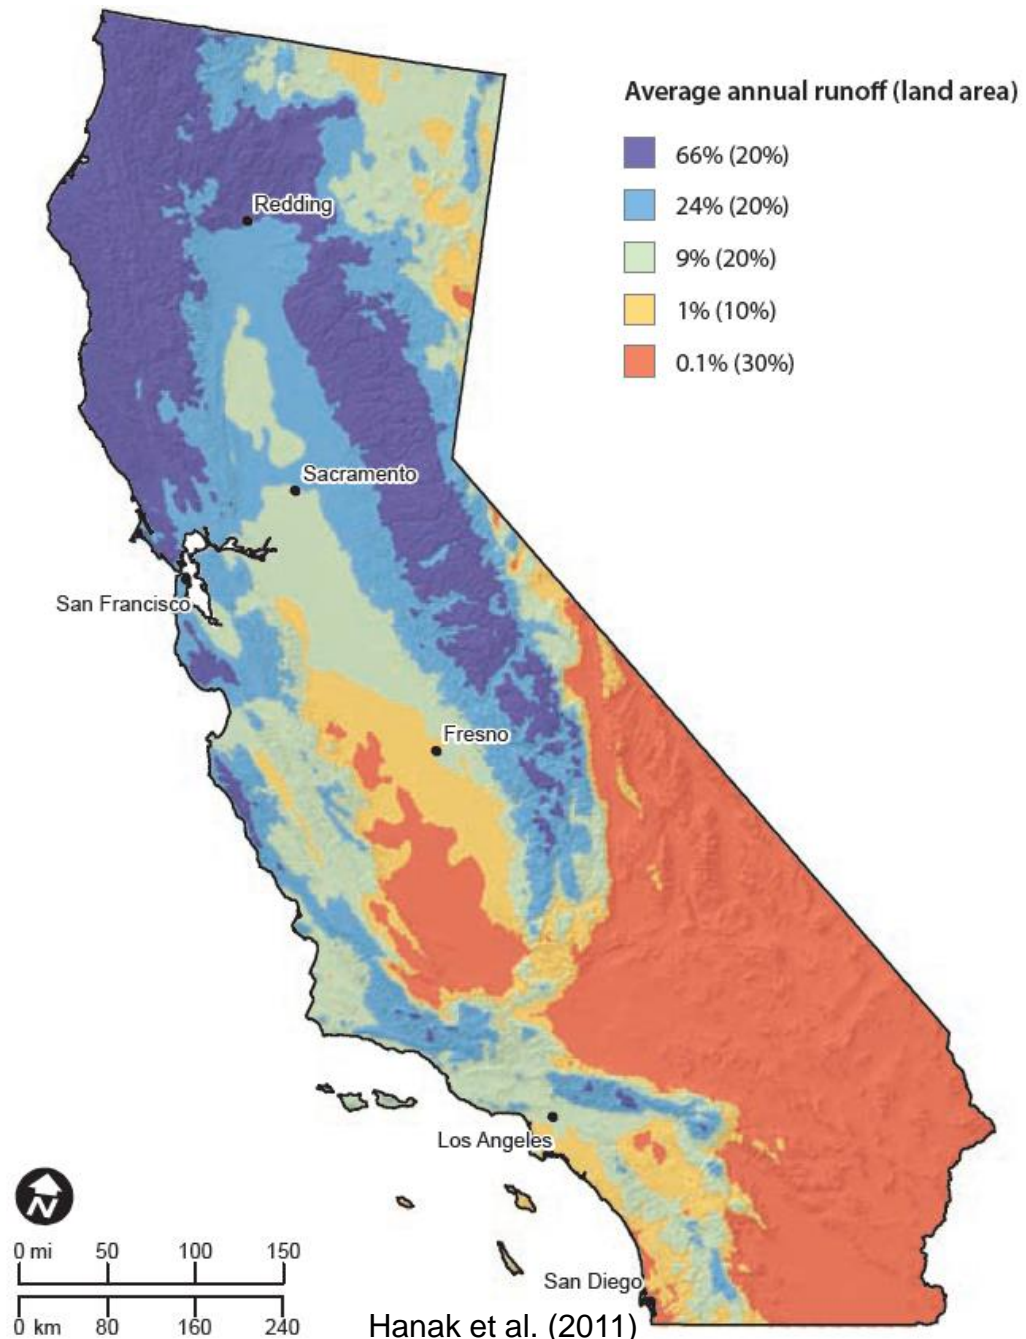 Average annual runoff (land area)
66% (20%)
24% (20%)
9% (20%)
1% (10%)
0.1% (30%)
Redding
Sacramento
San Francisco
Fresno
Los Angeles
San Diego
N
0 mi 50 100 150
0 km 80 160 240
Hanak et al. (2011)